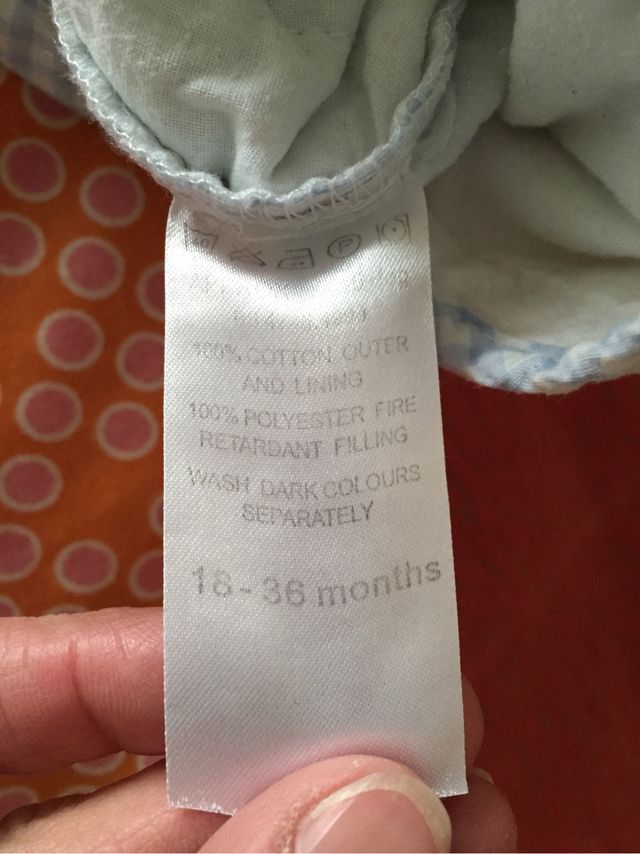 P
100% COTTON OUTER
AND LINING
100% POLYESTER FIRE
RETARDANT FILLING
WASH DARK COLOURS
SEPARATELY
18 - 36 months